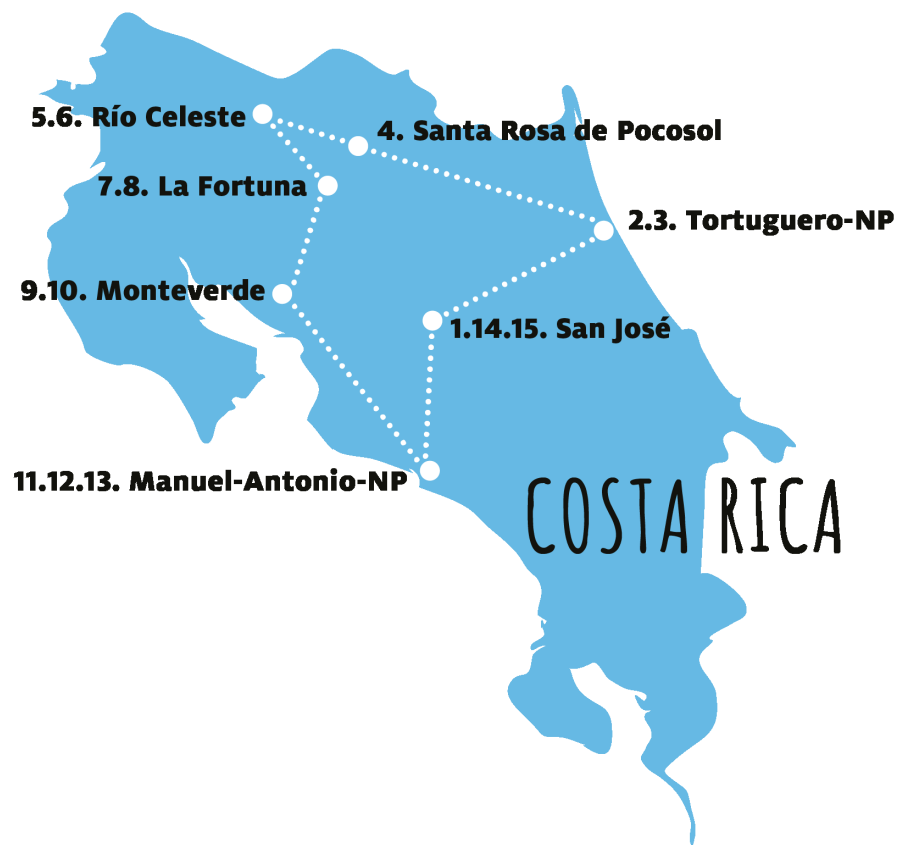 5.6. Río Celeste
4. Santa Rosa de Pocosol
7.8. La Fortuna
2.3. Tortuguero-NP
9.10. Monteverde
1.14.15. San José
11.12.13. Manuel-Antonio-NP
COSTA RICA